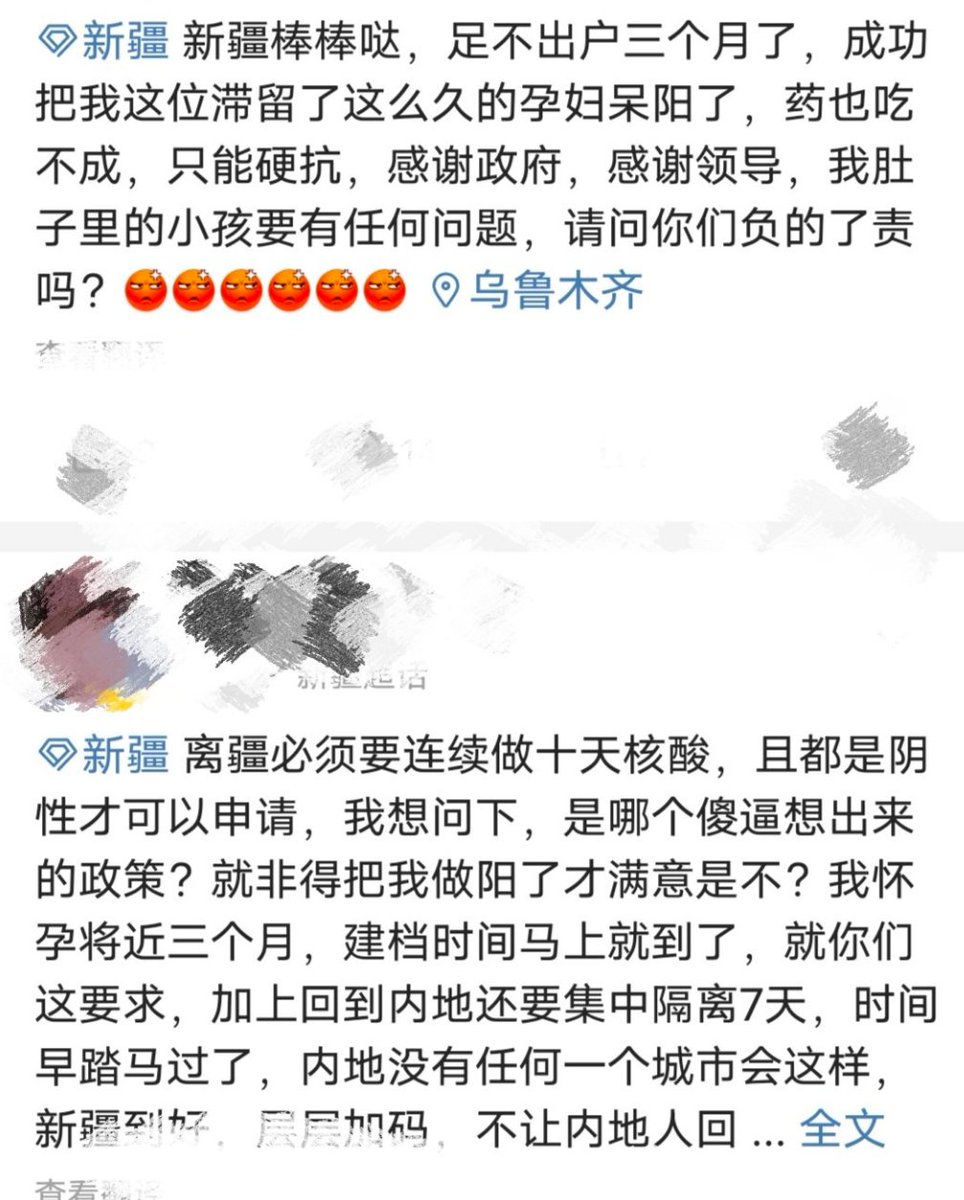 新疆 新疆棒棒哒，足不出户三个月了，成功
把我这位滞留了这么久的孕妇呆阳了，药也吃
不成，只能硬抗，感谢政府，感谢领导，我肚
子里的小孩要有任何问题，请问你们负的了责
吗？ 乌鲁木齐
查看翻译
新疆超话
新疆 离疆必须要连续做十天核酸，且都是阴
性才可以申请，我想问下，是哪个傻逼想出来
的政策？就非得把我做阳了才满意是不？我怀
孕将近三个月，建档时间马上就到了，就你们
这要求，加上回到内地还要集中隔离7天，时间
早踏马过了，内地没有任何一个城市会这样，
新疆到好，层层加码，不让内地人回 ... 全文
查看翻译